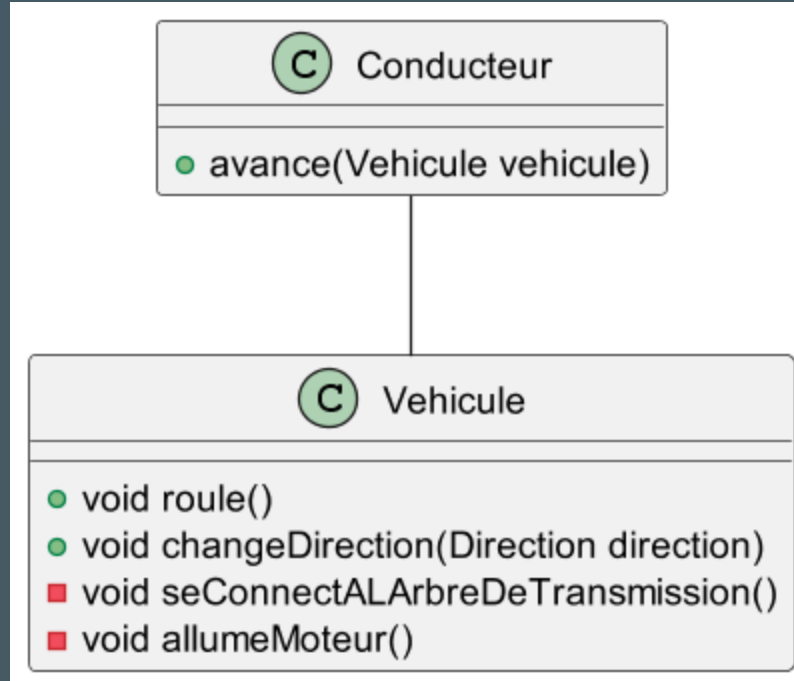 C Conducteur
avance(Vehicule vehicule)
C Vehicule
void roule()
void changeDirection(Direction direction)
void seConnectALArbreDeTransmission()
void allumeMoteur()